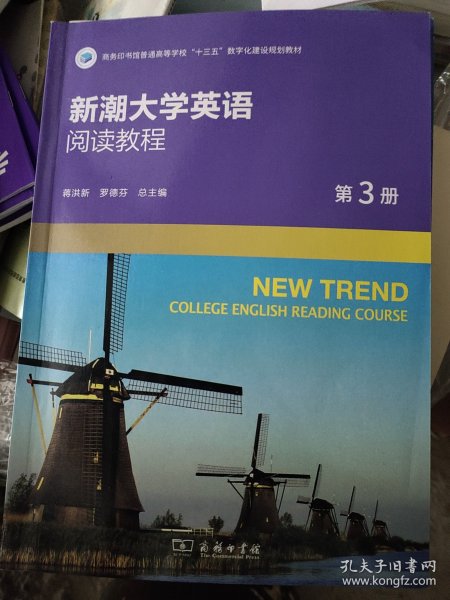 商务印书馆普通高等学校“十三五”数字化建设规划教材
新潮大学英语
阅读教程
蒋洪新 罗德芬 总主编
第3册
NEW TREND
COLLEGE ENGLISH READING COURSE
商务印书馆
The Commercial Press
孔夫子旧书网
www.kongfz.com